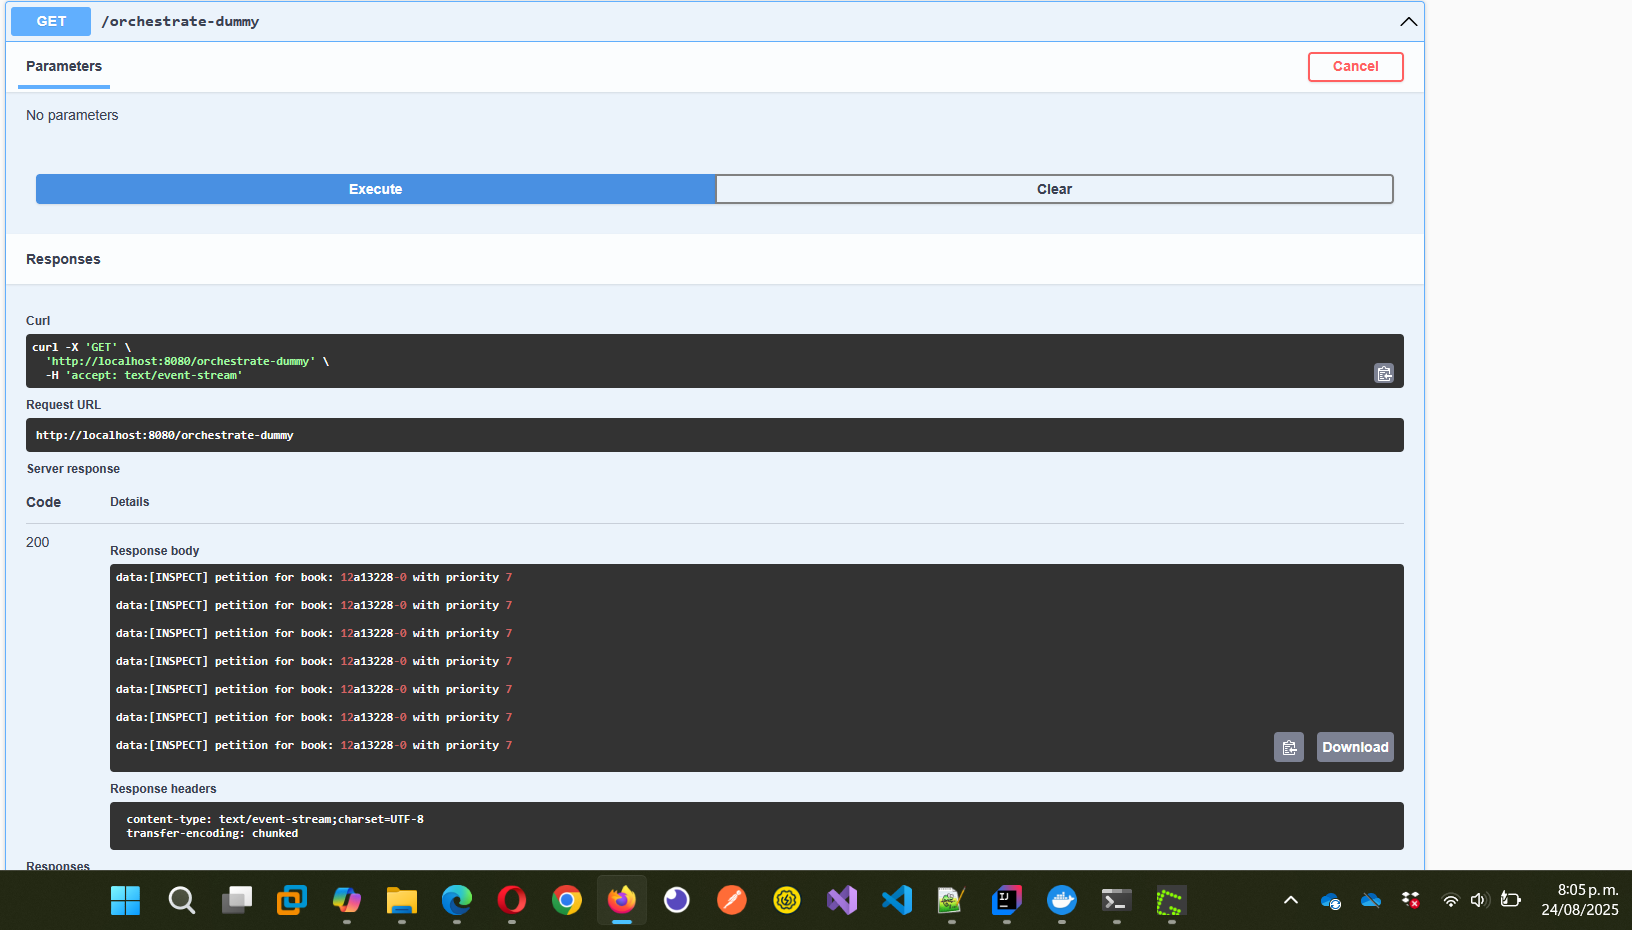 GET /orchestrate-dummy
Parameters
Cancel
No parameters
Execute
Clear
Responses
Curl
curl -X 'GET' \
'http://localhost:8080/orchestrate-dummy' \
-H 'accept: text/event-stream'
Request URL
http://localhost:8080/orchestrate-dummy
Server response
Code Details
200
Response body
data:[INSPECT] petition for book: 12a13228-0 with priority 7
data:[INSPECT] petition for book: 12a13228-0 with priority 7
data:[INSPECT] petition for book: 12a13228-0 with priority 7
data:[INSPECT] petition for book: 12a13228-0 with priority 7
data:[INSPECT] petition for book: 12a13228-0 with priority 7
data:[INSPECT] petition for book: 12a13228-0 with priority 7
data:[INSPECT] petition for book: 12a13228-0 with priority 7
Download
Response headers
content-type: text/event-stream;charset=UTF-8
transfer-encoding: chunked
Responses
8:05 p. m.
24/08/2025